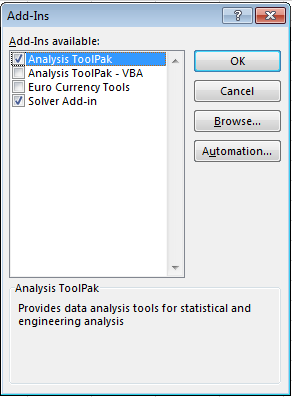 Add-Ins
?
Add-Ins available:
Analysis ToolPak
Analysis ToolPak - VBA
Euro Currency Tools
Solver Add-in
OK
Cancel
Browse...
Automation...
Analysis ToolPak
Provides data analysis tools for statistical and
engineering analysis